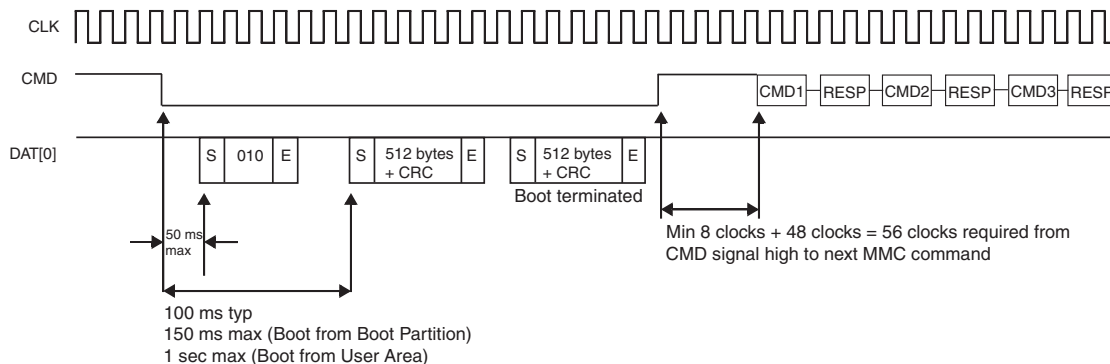 CLK
CMD
CMD1 RESP CMD2 RESP CMD3 RESP
DAT[0]
S 010 E
S 512 bytes + CRC E
S 512 bytes + CRC E
Boot terminated
50 ms
max
Min 8 clocks + 48 clocks = 56 clocks required from
CMD signal high to next MMC command
100 ms typ
150 ms max (Boot from Boot Partition)
1 sec max (Boot from User Area)